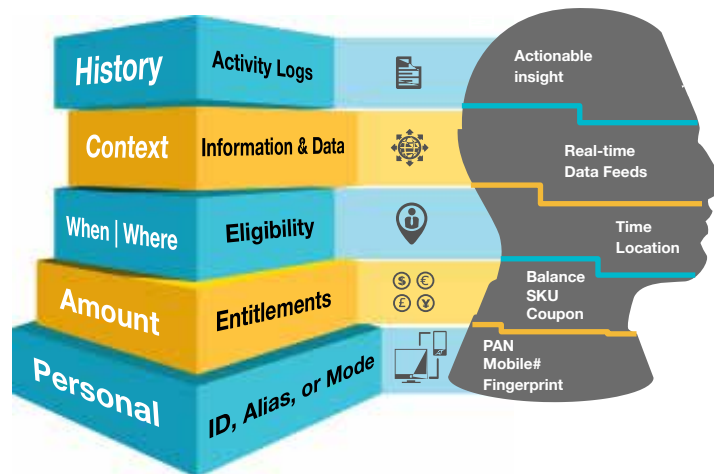 History
Activity Logs
Actionable
insight
Context
Information & Data
Real-time
Data Feeds
When | Where
Eligibility
Time
Location
Amount
Entitlements
$ €
£ ¥
Balance
SKU
Coupon
Personal
ID, Alias, or Mode
PAN
Mobile#
Fingerprint